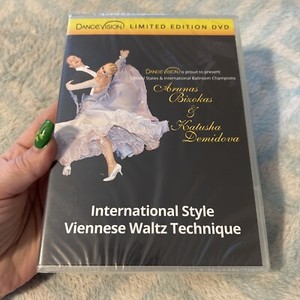 DANCEVISION LIMITED EDITION DVD
DANCEVISION is proud to present
United States & International Ballroom Champions
Arunas
Bizokas
&
Katusha
Demidova
International Style
Viennese Waltz Technique